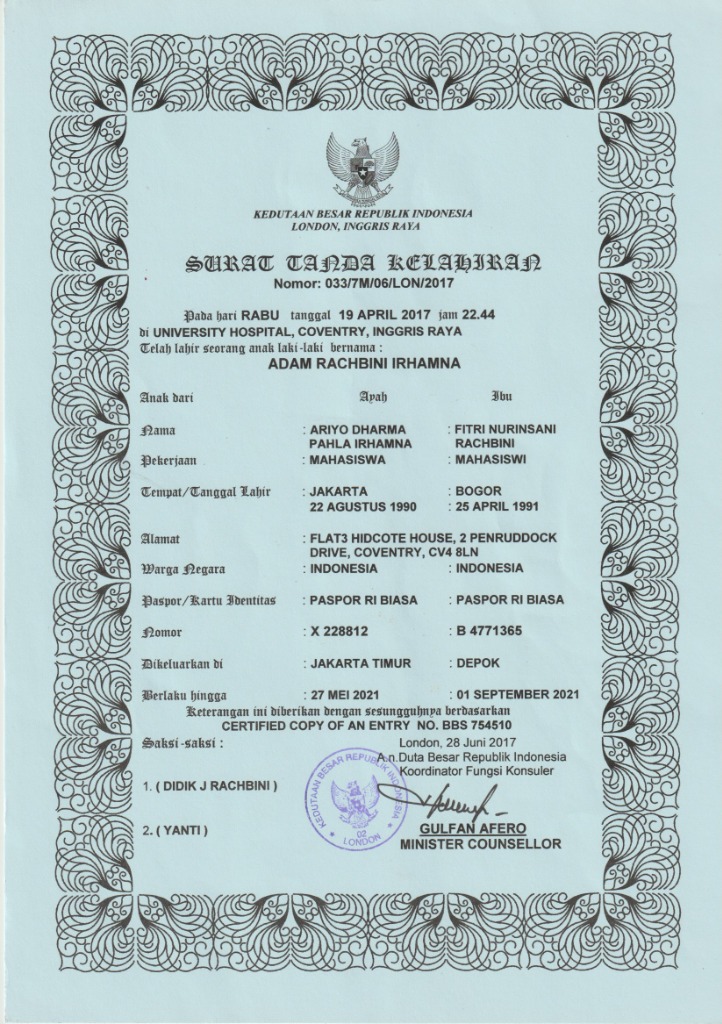 KEDUTAAN BESAR REPUBLIK INDONESIA
LONDON, INGGRIS RAYA
SURAT TANDA KELAHIRAN
Nomor: 033/7M/06/LON/2017
Pada hari RABU tanggal 19 APRIL 2017 jam 22.44
di UNIVERSITY HOSPITAL, COVENTRY, INGGRIS RAYA
Telah lahir seorang anak laki-laki bernama :
ADAM RACHBINI IRHAMNA
Anak dari Ayah Ibu
Nama : ARIYO DHARMA : FITRI NURINSANI
PAHLA IRHAMNA RACHBINI
Pekerjaan : MAHASISWA : MAHASISWI
Tempat/Tanggal Lahir : JAKARTA : BOGOR
22 AGUSTUS 1990 : 25 APRIL 1991
Alamat : FLAT3 HIDCOTE HOUSE, 2 PENRUDDOCK
DRIVE, COVENTRY, CV4 8LN
Warga Negara : INDONESIA : INDONESIA
Paspor/Kartu Identitas : PASPOR RI BIASA : PASPOR RI BIASA
Nomor : X 228812 : B 4771365
Dikeluarkan di : JAKARTA TIMUR : DEPOK
Berlaku hingga : 27 MEI 2021 : 01 SEPTEMBER 2021
Keterangan ini diberikan dengan sesungguhnya berdasarkan
CERTIFIED COPY OF AN ENTRY NO. BBS 754510
Saksi-saksi : London, 28 Juni 2017
A.n.Duta Besar Republik Indonesia
Koordinator Fungsi Konsuler
1. ( DIDIK J RACHBINI )
KEDUTAAN BESAR REPUBLIK INDONESIA
02
LONDON
2. ( YANTI ) GULFAN AFERO
MINISTER COUNSELLOR